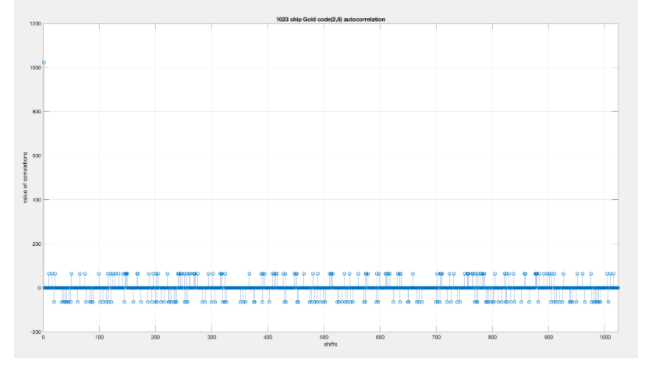 1023 chip Gold code(2,6) autocorrelation
1200
1000
800
600
400
200
0
-200
value of correlations
0 100 200 300 400 500 600 700 800 900 1000
shifts